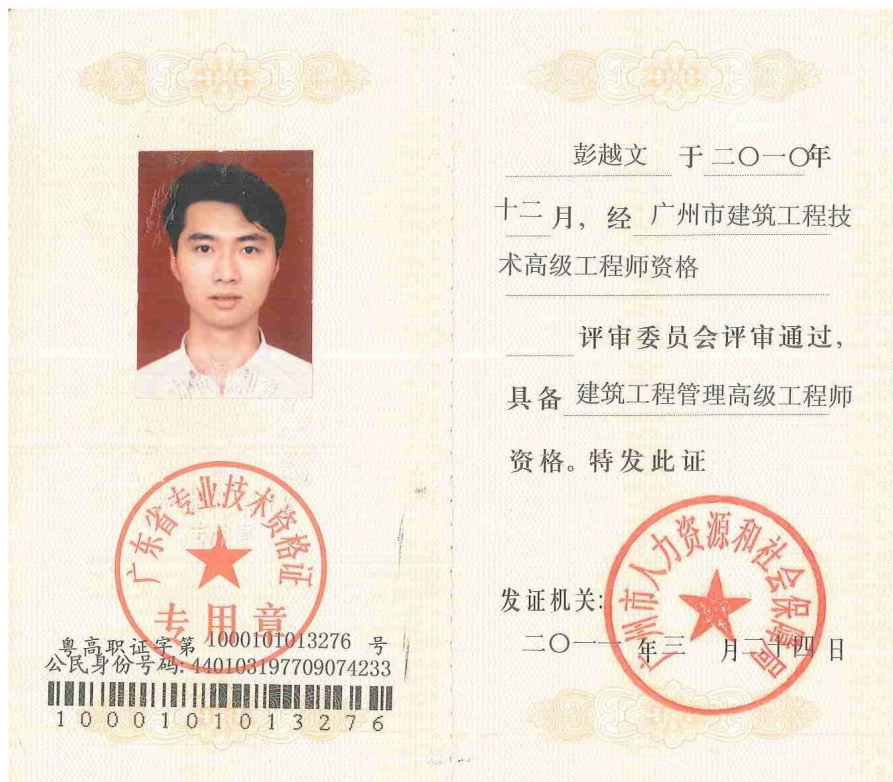 广东省专业技术资格证
专用章
粤高职证字第 1000101013276 号
公民身份号码:440103197709074233
1000101013276
彭越文 于二〇一〇年
十二月, 经 广州市建筑工程技
术高级工程师资格
评审委员会评审通过,
具备 建筑工程管理高级工程师
资格。特发此证
广州市人力资源和社会保障局
发证机关:
二〇一一年三月二十四日